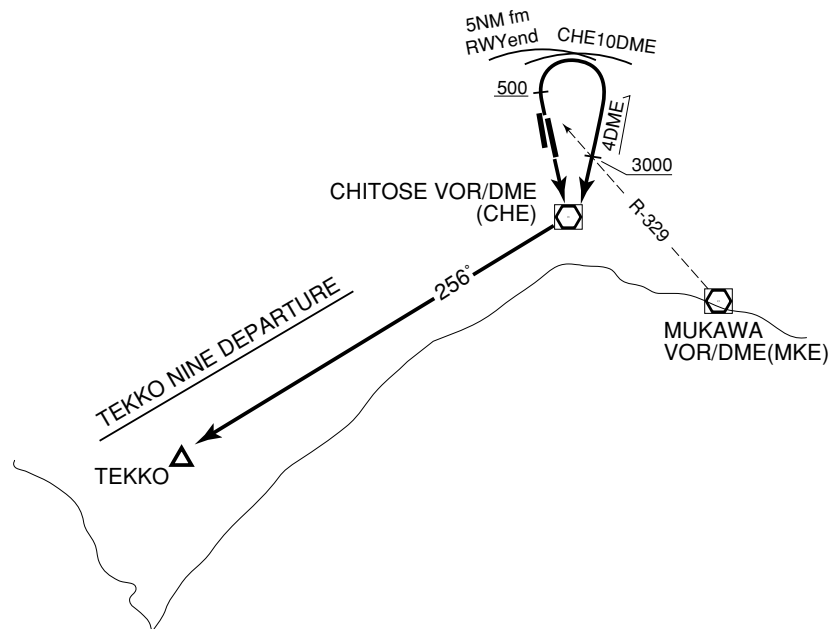 5NM fm
RWYend
CHE10DME
500
4DME
3000
CHITOSE VOR/DME
(CHE)
R-329
256°
MUKAWA
VOR/DME(MKE)
TEKKO NINE DEPARTURE
TEKKO